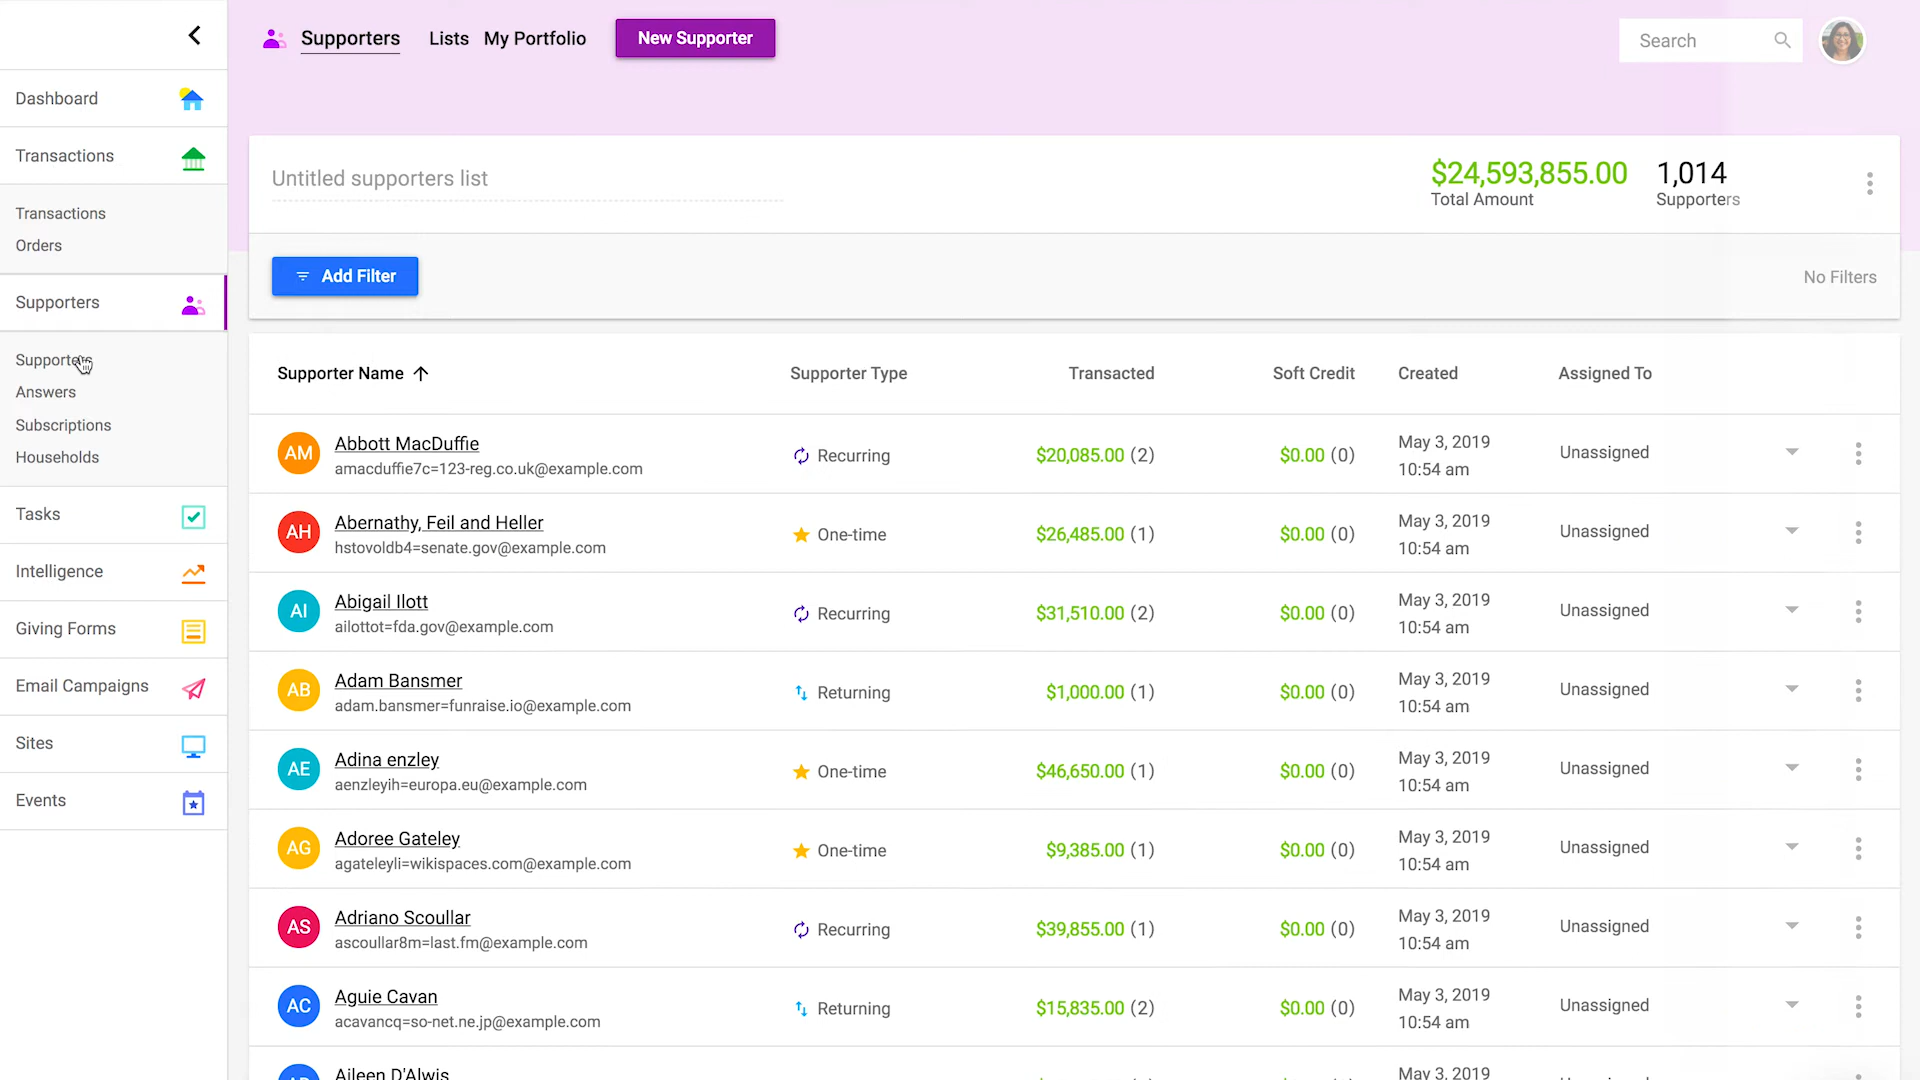 Supporters
Lists
My Portfolio
New Supporter
Search
Dashboard
Transactions
Transactions
Orders
Supporters
Supporters
Answers
Subscriptions
Households
Tasks
Intelligence
Giving Forms
Email Campaigns
Sites
Events
Untitled supporters list
$24,593,855.00
Total Amount
1,014
Supporters
Add Filter
No Filters
Supporter Name
Supporter Type
Transacted
Soft Credit
Created
Assigned To
AM
Abbott MacDuffie
amacduffie7c=123-reg.co.uk@example.com
Recurring
$20,085.00 (2)
$0.00 (0)
May 3, 2019
10:54 am
Unassigned
AH
Abernathy, Feil and Heller
hstovoldb4=senate.gov@example.com
One-time
$26,485.00 (1)
$0.00 (0)
May 3, 2019
10:54 am
Unassigned
AI
Abigail Ilott
ailottot=fda.gov@example.com
Recurring
$31,510.00 (2)
$0.00 (0)
May 3, 2019
10:54 am
Unassigned
AB
Adam Bansmer
adam.bansmer=funraise.io@example.com
Returning
$1,000.00 (1)
$0.00 (0)
May 3, 2019
10:54 am
Unassigned
AE
Adina enzley
aenzleyih=europa.eu@example.com
One-time
$46,650.00 (1)
$0.00 (0)
May 3, 2019
10:54 am
Unassigned
AG
Adoree Gateley
agateleyli=wikispaces.com@example.com
One-time
$9,385.00 (1)
$0.00 (0)
May 3, 2019
10:54 am
Unassigned
AS
Adriano Scoullar
ascoullar8m=last.fm@example.com
Recurring
$39,855.00 (1)
$0.00 (0)
May 3, 2019
10:54 am
Unassigned
AC
Aguie Cavan
acavancq=so-net.ne.jp@example.com
Returning
$15,835.00 (2)
$0.00 (0)
May 3, 2019
10:54 am
Unassigned
Aileen D'Alwis
May 3, 2019